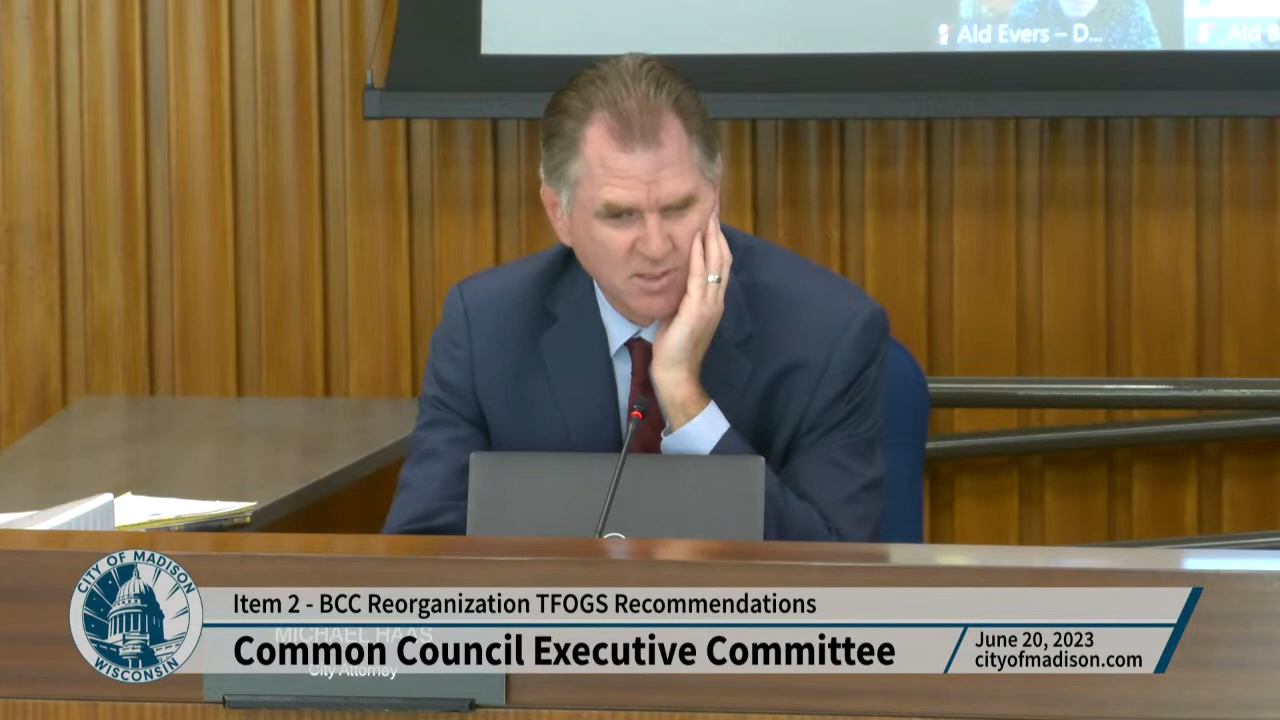 Ald Evers – D...
Ald B
CITY OF MADISON
WISCONSIN
Item 2 - BCC Reorganization TFOGS Recommendations
MICHAEL HAAS
Common Council Executive Committee
City Attorney
June 20, 2023
cityofmadison.com